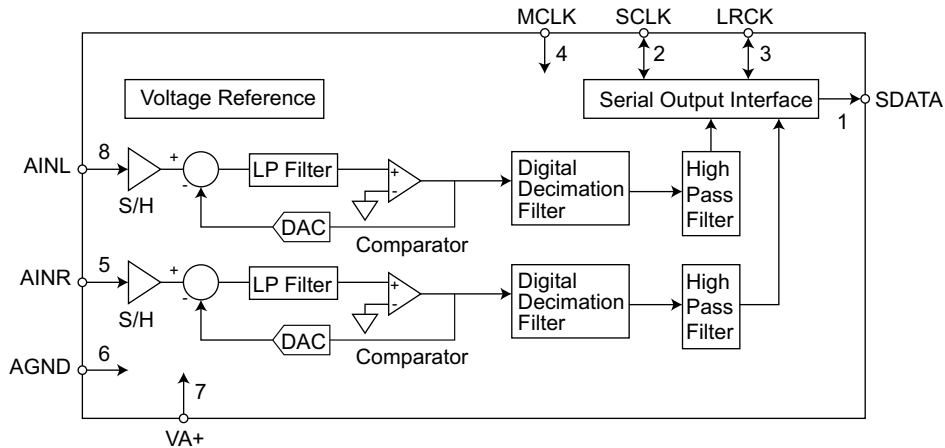 MCLK SCLK LRCK
4 2 3
Voltage Reference
Serial Output Interface
SDATA
1
AINL
8
+
-
S/H
LP Filter
+
-
DAC
Comparator
Digital
Decimation
Filter
High
Pass
Filter
AINR
5
+
-
S/H
LP Filter
+
-
DAC
Comparator
Digital
Decimation
Filter
High
Pass
Filter
AGND
6
7
VA+